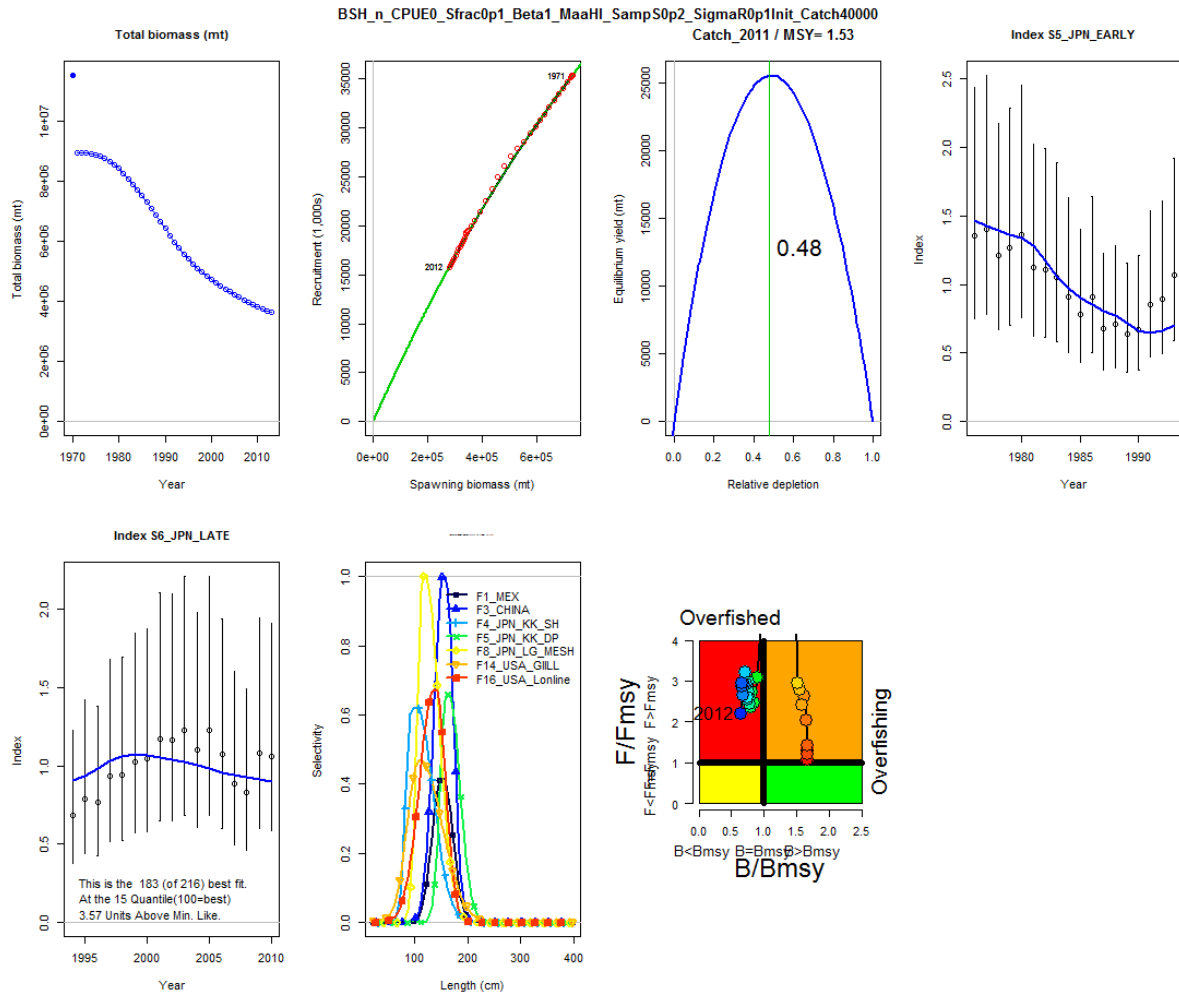 BSH_n_CPUE0_Sfrac0p1_Beta1_MaaHI_SampS0p2_SigmaR0p1Init_Catch40000
Total biomass (mt)
Catch_2011 / MSY= 1.53
Index S5_JPN_EARLY
Total biomass (mt)
0e+00
2e+06
4e+06
6e+06
8e+06
1e+07
1970
1980
1990
2000
2010
Year
Recruitment (1,000s)
0
5000
10000
15000
20000
25000
30000
35000
1971
2012
0e+00
2e+05
4e+05
6e+05
Spawning biomass (mt)
Equilibrium yield (mt)
0
5000
10000
15000
20000
25000
0.48
0.0
0.2
0.4
0.6
0.8
1.0
Relative depletion
Index
0.0
0.5
1.0
1.5
2.0
2.5
1980
1985
1990
Year
Index S6_JPN_LATE
Index
0.0
0.5
1.0
1.5
2.0
This is the 183 (of 216) best fit.
At the 15 Quantile(100=best)
3.57 Units Above Min. Like.
1995
2000
2005
2010
Year
Selectivity
0.0
0.2
0.4
0.6
0.8
1.0
F1_MEX
F3_CHINA
F4_JPN_KK_SH
F5_JPN_KK_DP
F8_JPN_LG_MESH
F14_USA_GIILL
F16_USA_Lonline
100
200
300
400
Length (cm)
Overfished
Overfishing
F/Fmsy
F>Fmsy
0
1
2
3
4
2012
0.0
0.5
1.0
1.5
2.0
2.5
B<Bmsy
B=Bmsy
B>Bmsy
B/Bmsy